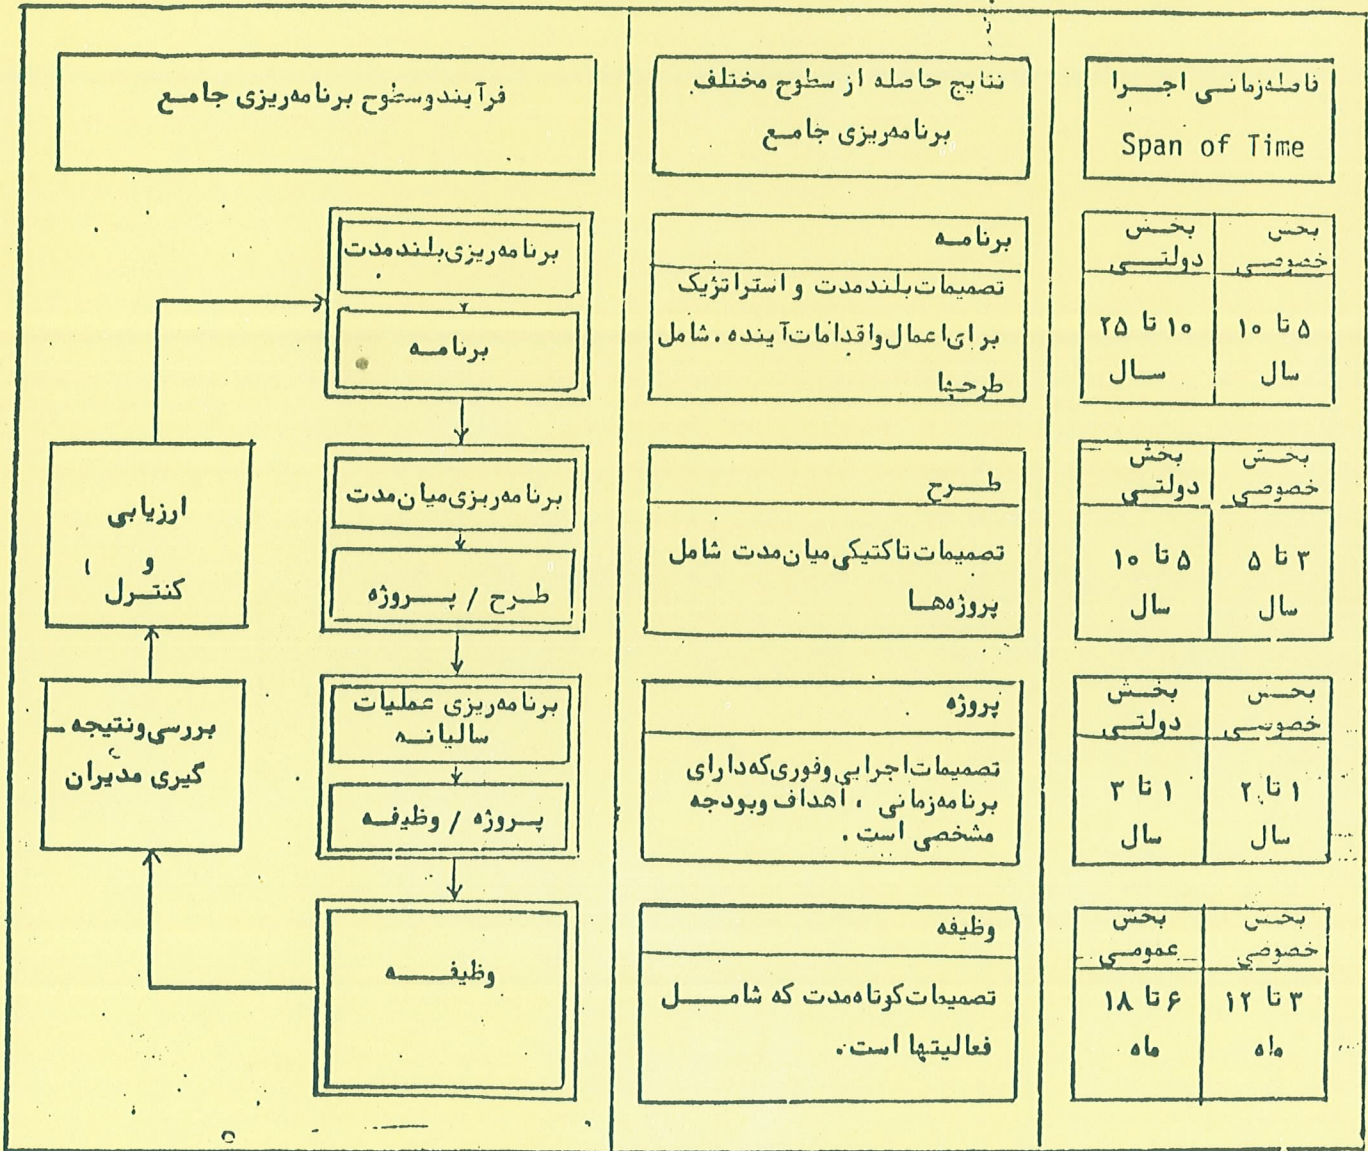 فاصله‌زمانی اجرا
Span of Time
نتایج حاصله از سطوح مختلف
برنامه‌ریزی جامع
فرآیند‌و‌سطوح برنامه‌ریزی جامع
بخش
خصوصی
بخش
دولتی
۵ تا ۱۰
سال
۱۰ تا ۲۵
سال
برنامه
تصمیمات بلند‌مدت و استراتژیک
برای اعمال و اقدامات آینده . شامل
طرحها
برنامه‌ریزی بلند‌مدت
برنامه
بخش
خصوصی
بخش
دولتی
۳ تا ۵
سال
۵ تا ۱۰
سال
طرح
تصمیمات تاکتیکی میان‌مدت شامل
پروژه‌ها
برنامه‌ریزی میان‌مدت
طرح / پروژه
ارزیابی
و
کنترل
بخش
خصوصی
بخش
دولتی
۱ تا ۲
سال
۱ تا ۳
سال
پروژه
تصمیمات اجرایی و فوری که دارای
برنامه‌زمانی ، اهداف و بودجه
مشخصی است .
برنامه‌ریزی عملیات
سالیانه
پروژه / وظیفه
بررسی و نتیجه –
گیری مدیران
بخش
خصوصی
بخش
عمومی
۳ تا ۱۲
ماه
۶ تا ۱۸
ماه
وظیفه
تصمیمات کوتاه‌مدت که شامل
فعالیتها است .
وظیفه